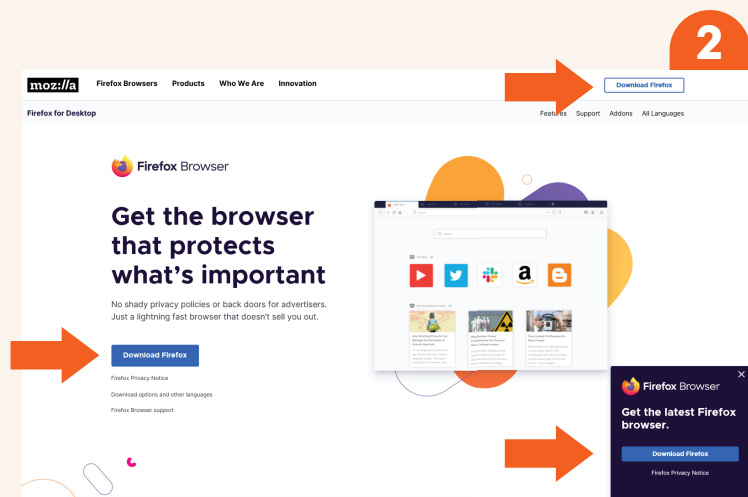 2
moz://a
Firefox Browsers Products Who We Are Innovation
Download Firefox
Firefox for Desktop
Features Support Addons All Languages
Firefox Browser
Get the browser
that protects
what's important
No shady privacy policies or back doors for advertisers.
Just a lightning fast browser that doesn't sell you out.
Download Firefox
Firefox Privacy Notice
Download options and other languages
Firefox Browser support
a
Firefox Browser
Get the latest Firefox
browser.
Download Firefox
Firefox Privacy Notice